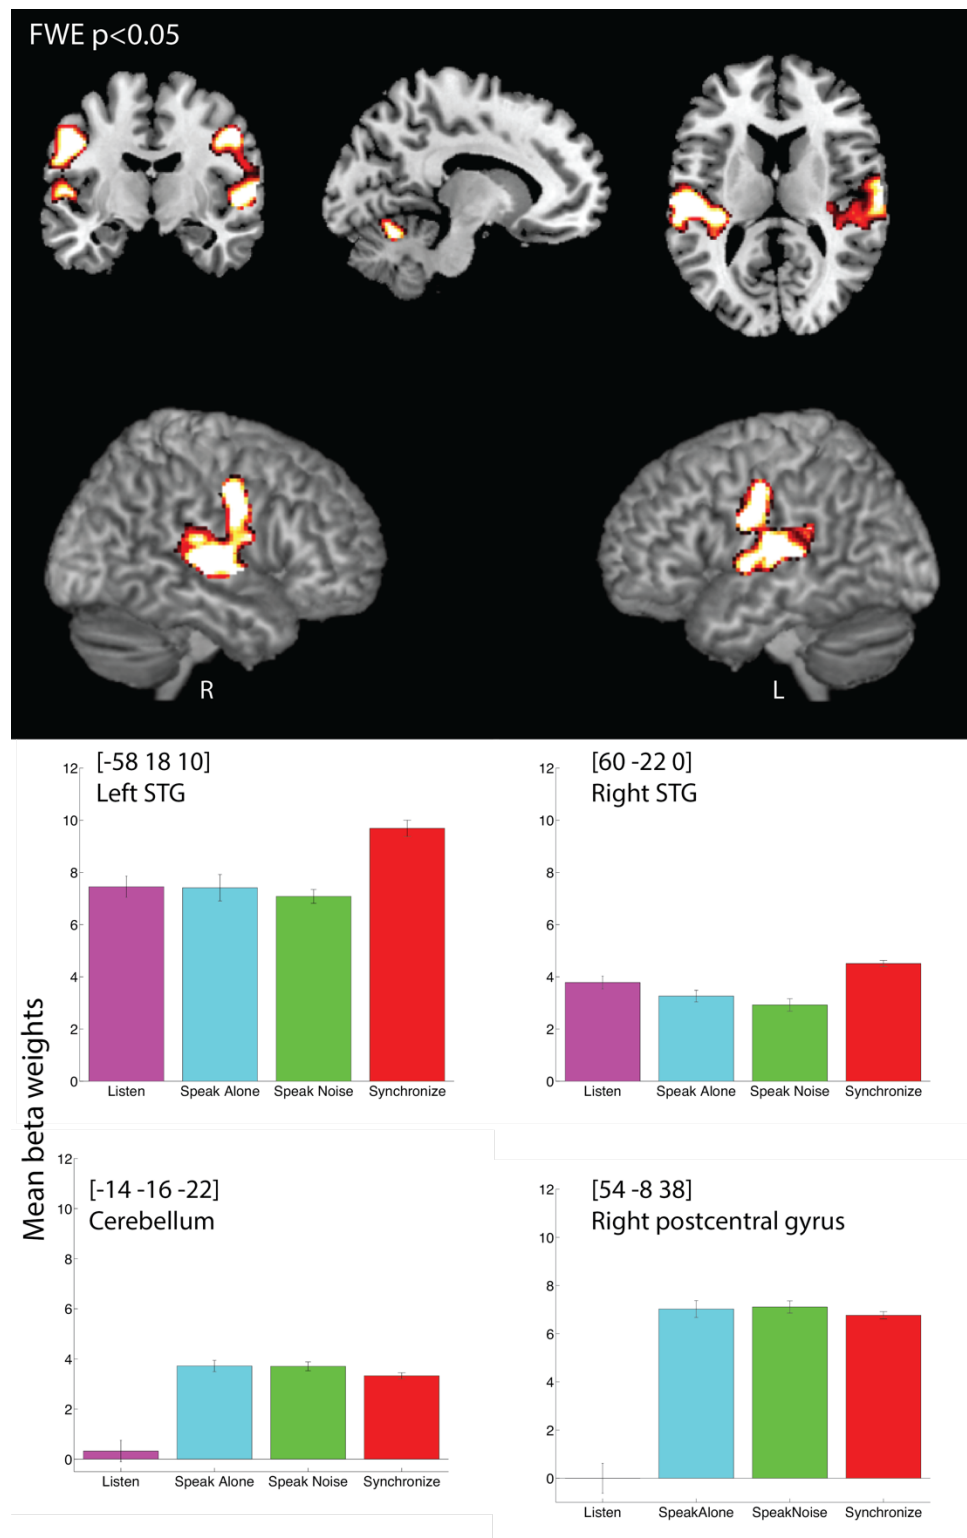 FWE p<0.05
R
L
Mean beta weights
[-58 18 10]
Left STG
12
10
8
6
4
2
0
Listen
Speak Alone
Speak Noise
Synchronize
[60 -22 0]
Right STG
12
10
8
6
4
2
0
Listen
Speak Alone
Speak Noise
Synchronize
[-14 -16 -22]
Cerebellum
12
10
8
6
4
2
0
Listen
Speak Alone
Speak Noise
Synchronize
[54 -8 38]
Right postcentral gyrus
12
10
8
6
4
2
0
Listen
SpeakAlone
SpeakNoise
Synchronize